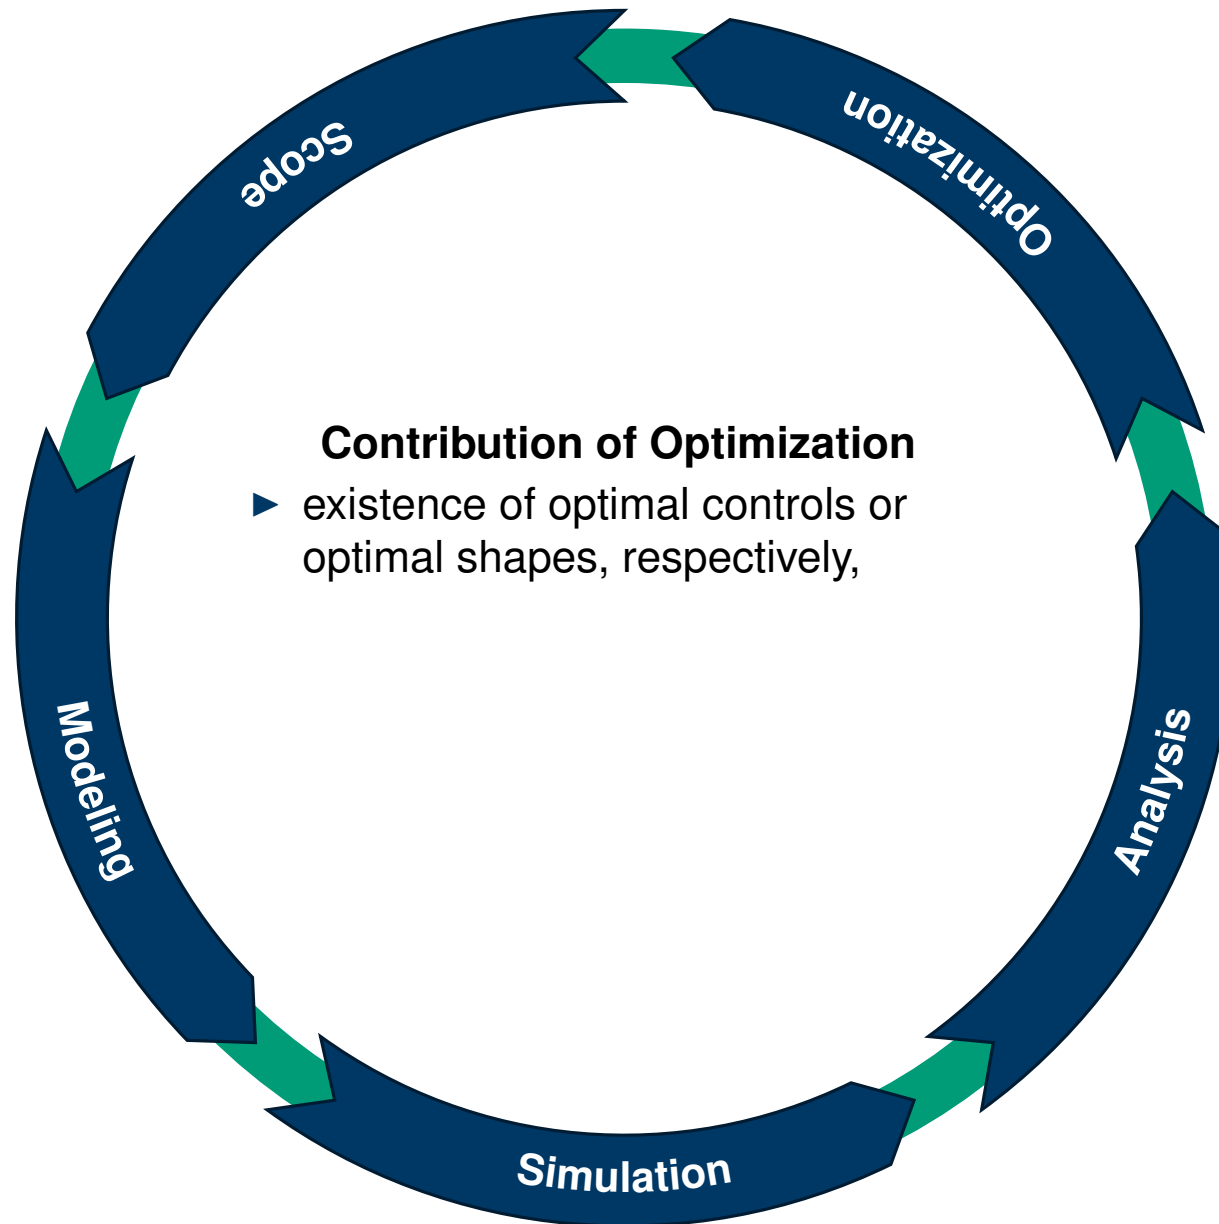 Scope
Optimization
Contribution of Optimization
► existence of optimal controls or
optimal shapes, respectively,
Modeling
Analysis
Simulation